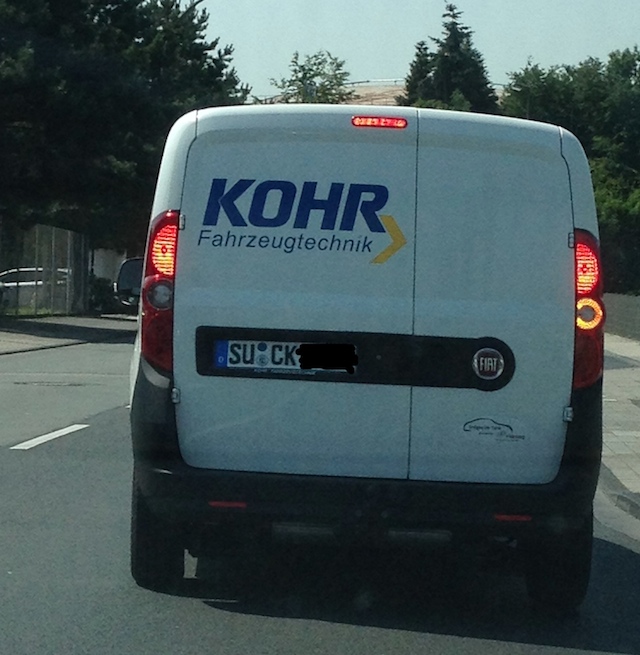 KOHR
Fahrzeugtechnik
D SU CK
FIAT